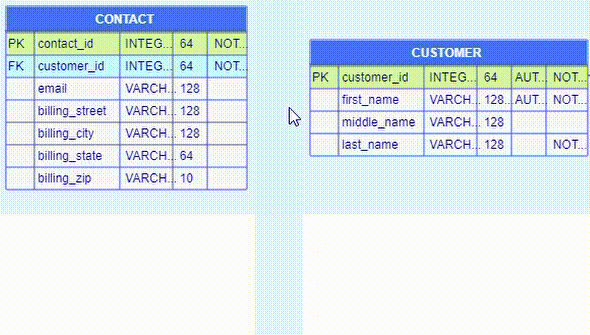 CONTACT
PK contact_id INTEG... 64 NOT...
FK customer_id INTEG... 64 NOT...
email VARCH... 128
billing_street VARCH... 128
billing_city VARCH... 128
billing_state VARCH... 64
billing_zip VARCH... 10
CUSTOMER
PK customer_id INTEG... 64 AUT... NOT...
first_name VARCH... 128... AUT... NOT...
middle_name VARCH... 128
last_name VARCH... 128 NOT...